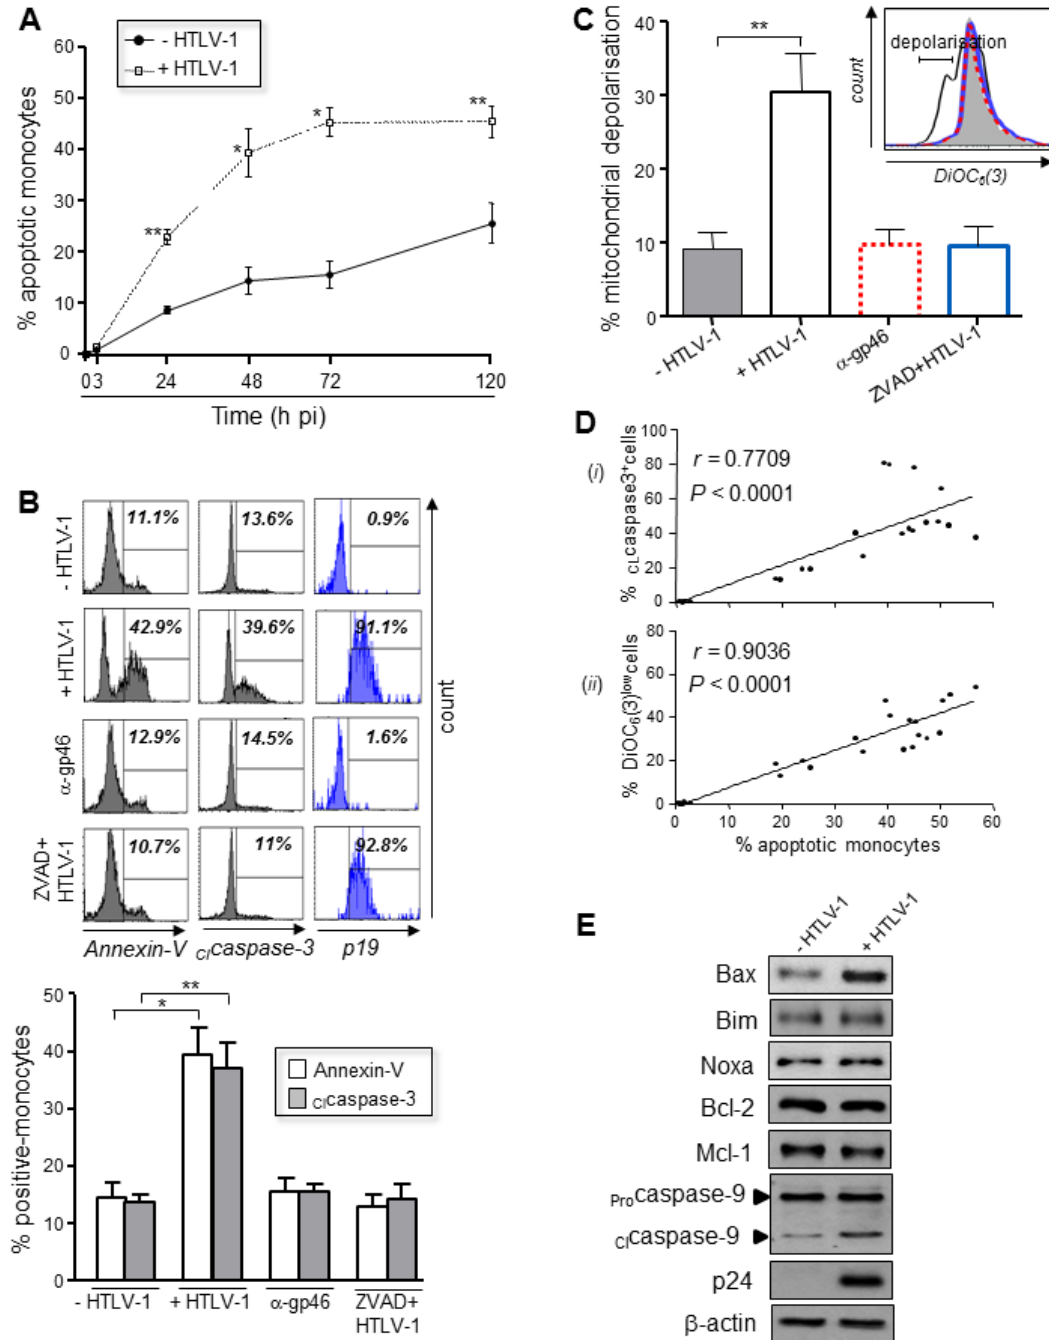 A
- HTLV-1
+ HTLV-1
% apoptotic monocytes
60
50
40
30
20
10
0
**
*
*
**
0 3 24 48 72 120
Time (h pi)
B
- HTLV-1
11.1% 13.6% 0.9%
+ HTLV-1
42.9% 39.6% 91.1%
α-gp46
12.9% 14.5% 1.6%
ZVAD+
HTLV-1
10.7% 11% 92.8%
count
Annexin-V Clcaspase-3 p19
% positive-monocytes
50
40
30
20
10
0
**
*
Annexin-V
Clcaspase-3
- HTLV-1 + HTLV-1 α-gp46 ZVAD+
HTLV-1
C
% mitochondrial depolarisation
40
30
20
10
0
**
- HTLV-1
+ HTLV-1
α-gp46
ZVAD+HTLV-1
count
depolarisation
DiOC6(3)
D
(i)
% CLcaspase3+cells
100
80
60
40
20
0
r = 0.7709
P < 0.0001
0 10 20 30 40 50 60
(ii)
% DiOC6(3)lowcells
80
60
40
20
0
r = 0.9036
P < 0.0001
0 10 20 30 40 50 60
% apoptotic monocytes
E
- HTLV-1
+ HTLV-1
Bax
Bim
Noxa
Bcl-2
Mcl-1
Procaspase-9
Clcaspase-9
p24
β-actin